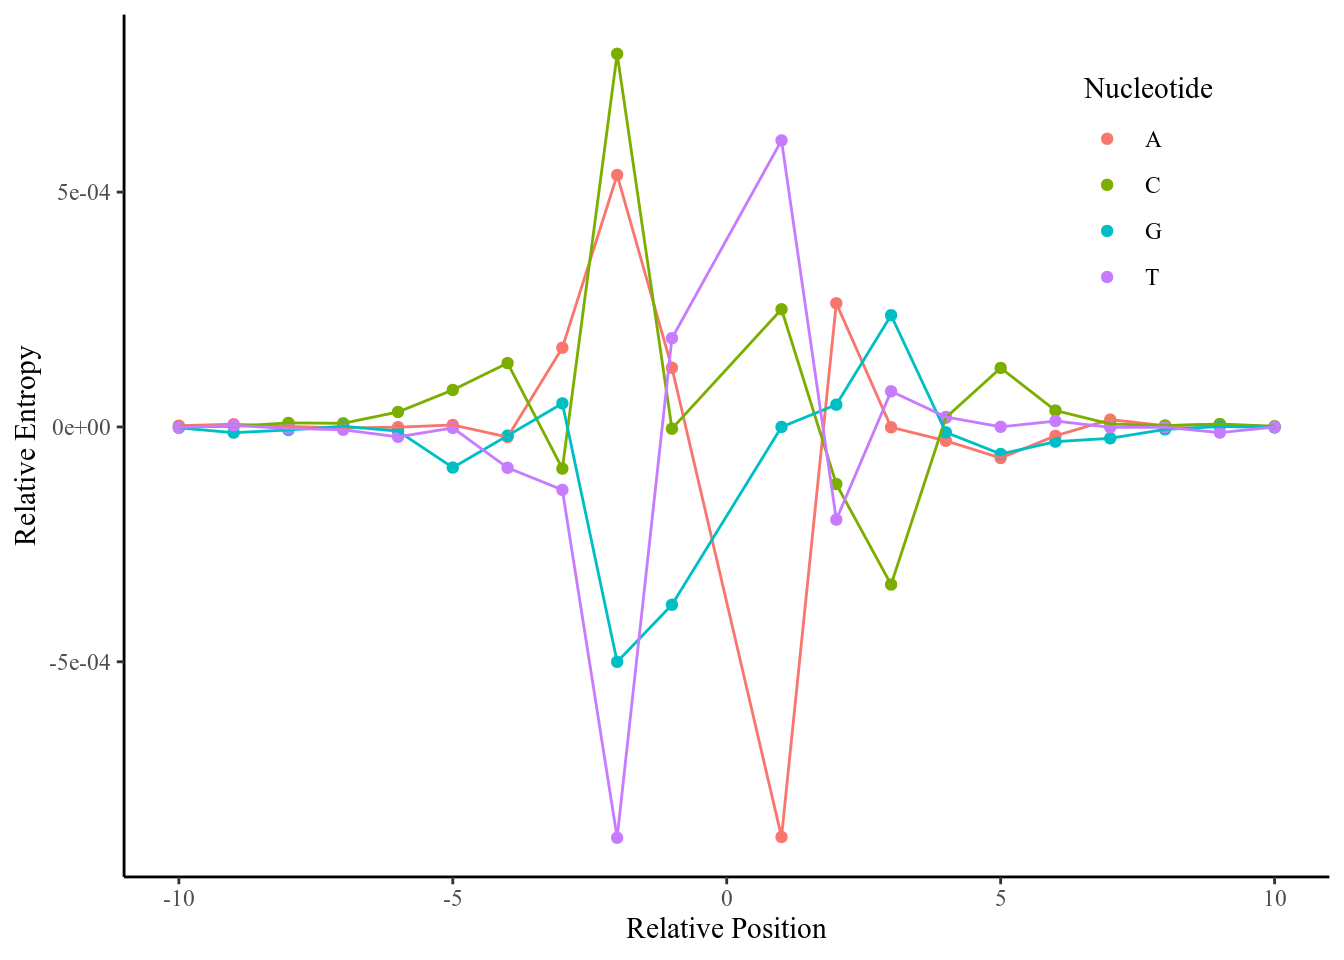 Nucleotide
A
C
G
T
5e-04
0e+00
-5e-04
Relative Entropy
-10
-5
0
5
10
Relative Position